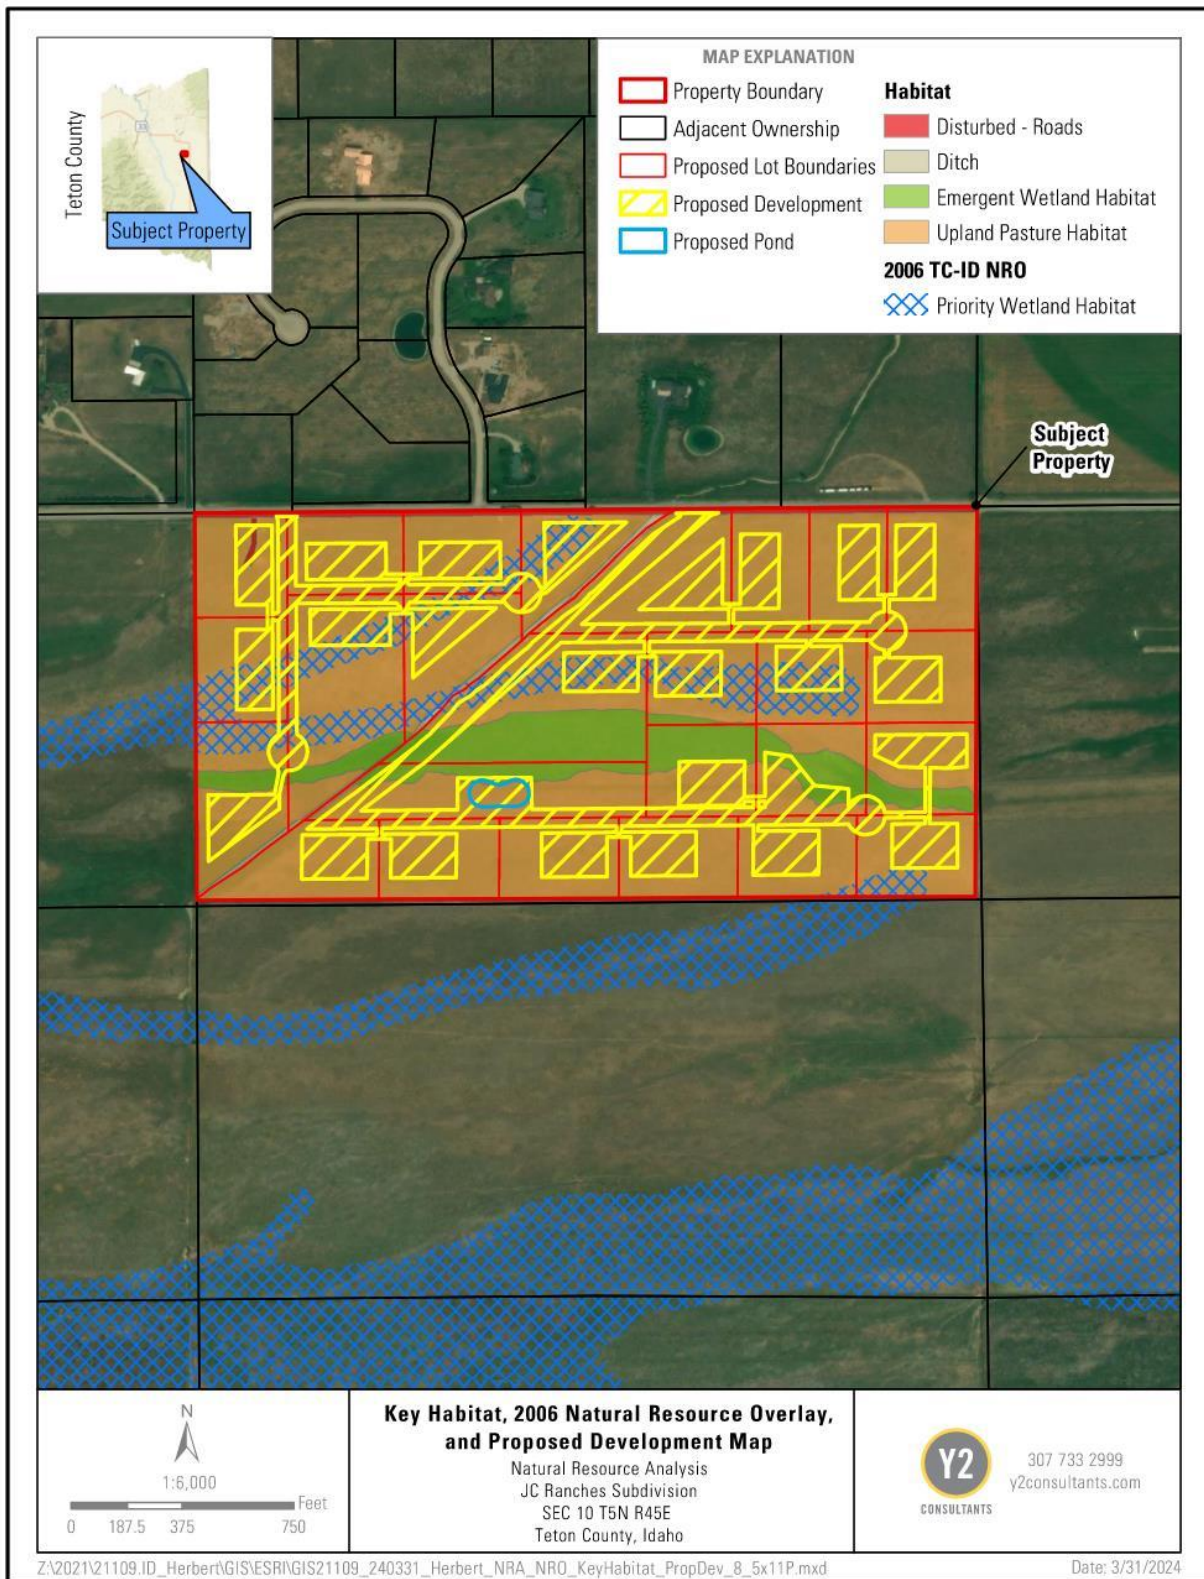 Teton County
33
Subject Property
MAP EXPLANATION
Property Boundary
Adjacent Ownership
Proposed Lot Boundaries
Proposed Development
Proposed Pond
Habitat
Disturbed - Roads
Ditch
Emergent Wetland Habitat
Upland Pasture Habitat
2006 TC-ID NRO
Priority Wetland Habitat
Subject
Property
N
1:6,000
Feet
0 187.5 375 750
Key Habitat, 2006 Natural Resource Overlay,
and Proposed Development Map
Natural Resource Analysis
JC Ranches Subdivision
SEC 10 T5N R45E
Teton County, Idaho
Y2
CONSULTANTS
307 733 2999
y2consultants.com
Z:\2021\21109.ID_Herbert\GIS\ESRI\GIS21109_240331_Herbert_NRA_NRO_KeyHabitat_PropDev_8_5x11P.mxd
Date: 3/31/2024